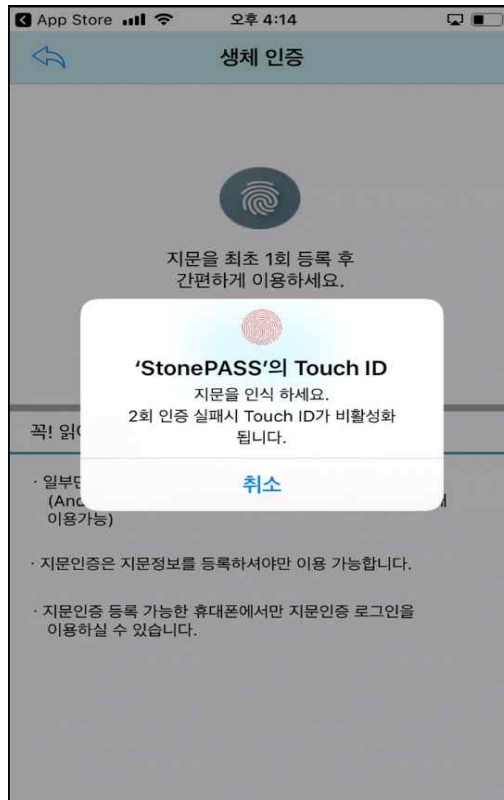 App Store 오후 4:14
생체 인증
지문을 최초 1회 등록 후
간편하게 이용하세요.
'StonePASS'의 Touch ID
지문을 인식 하세요.
2회 인증 실패시 Touch ID가 비활성화
됩니다.
취소
꼭!
이용가능)
· 지문인증은 지문정보를 등록하셔야만 이용 가능합니다.
· 지문인증 등록 가능한 휴대폰에서만 지문인증 로그인을
이용하실 수 있습니다.